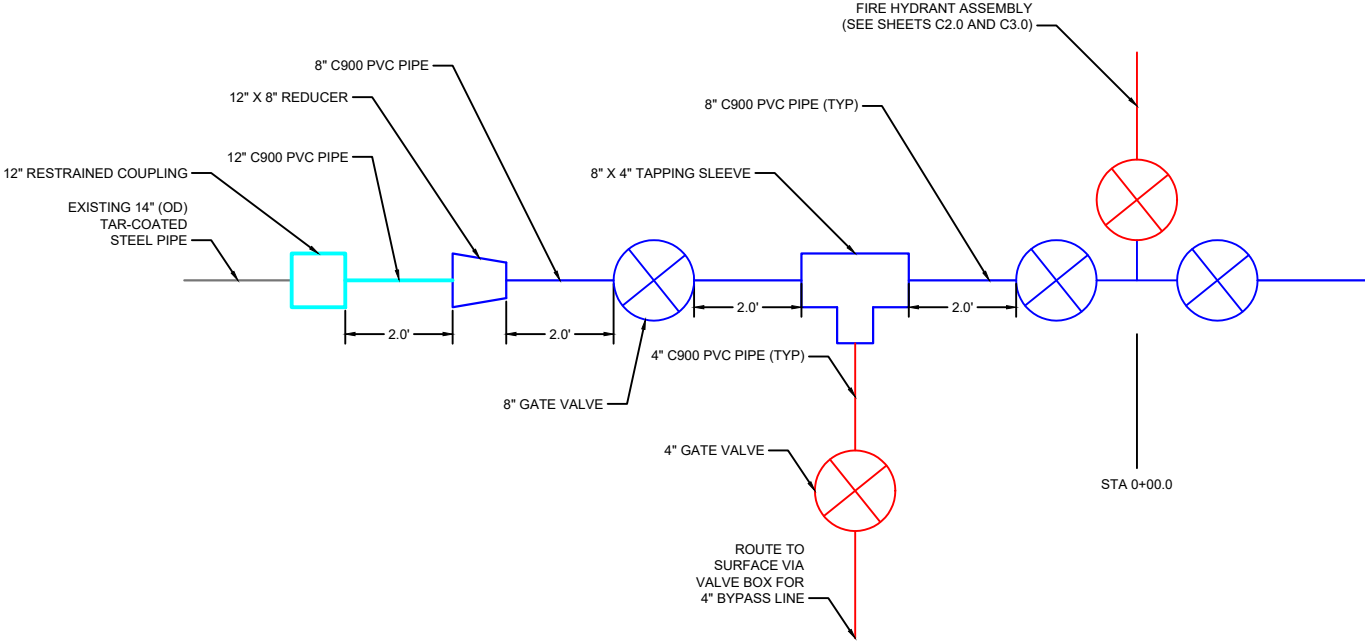 FIRE HYDRANT ASSEMBLY
(SEE SHEETS C2.0 AND C3.0)
8" C900 PVC PIPE
12" X 8" REDUCER
8" C900 PVC PIPE (TYP)
12" C900 PVC PIPE
12" RESTRAINED COUPLING
8" X 4" TAPPING SLEEVE
EXISTING 14" (OD)
TAR-COATED
STEEL PIPE
2.0'
2.0'
2.0'
2.0'
4" C900 PVC PIPE (TYP)
8" GATE VALVE
4" GATE VALVE
STA 0+00.0
ROUTE TO
SURFACE VIA
VALVE BOX FOR
4" BYPASS LINE